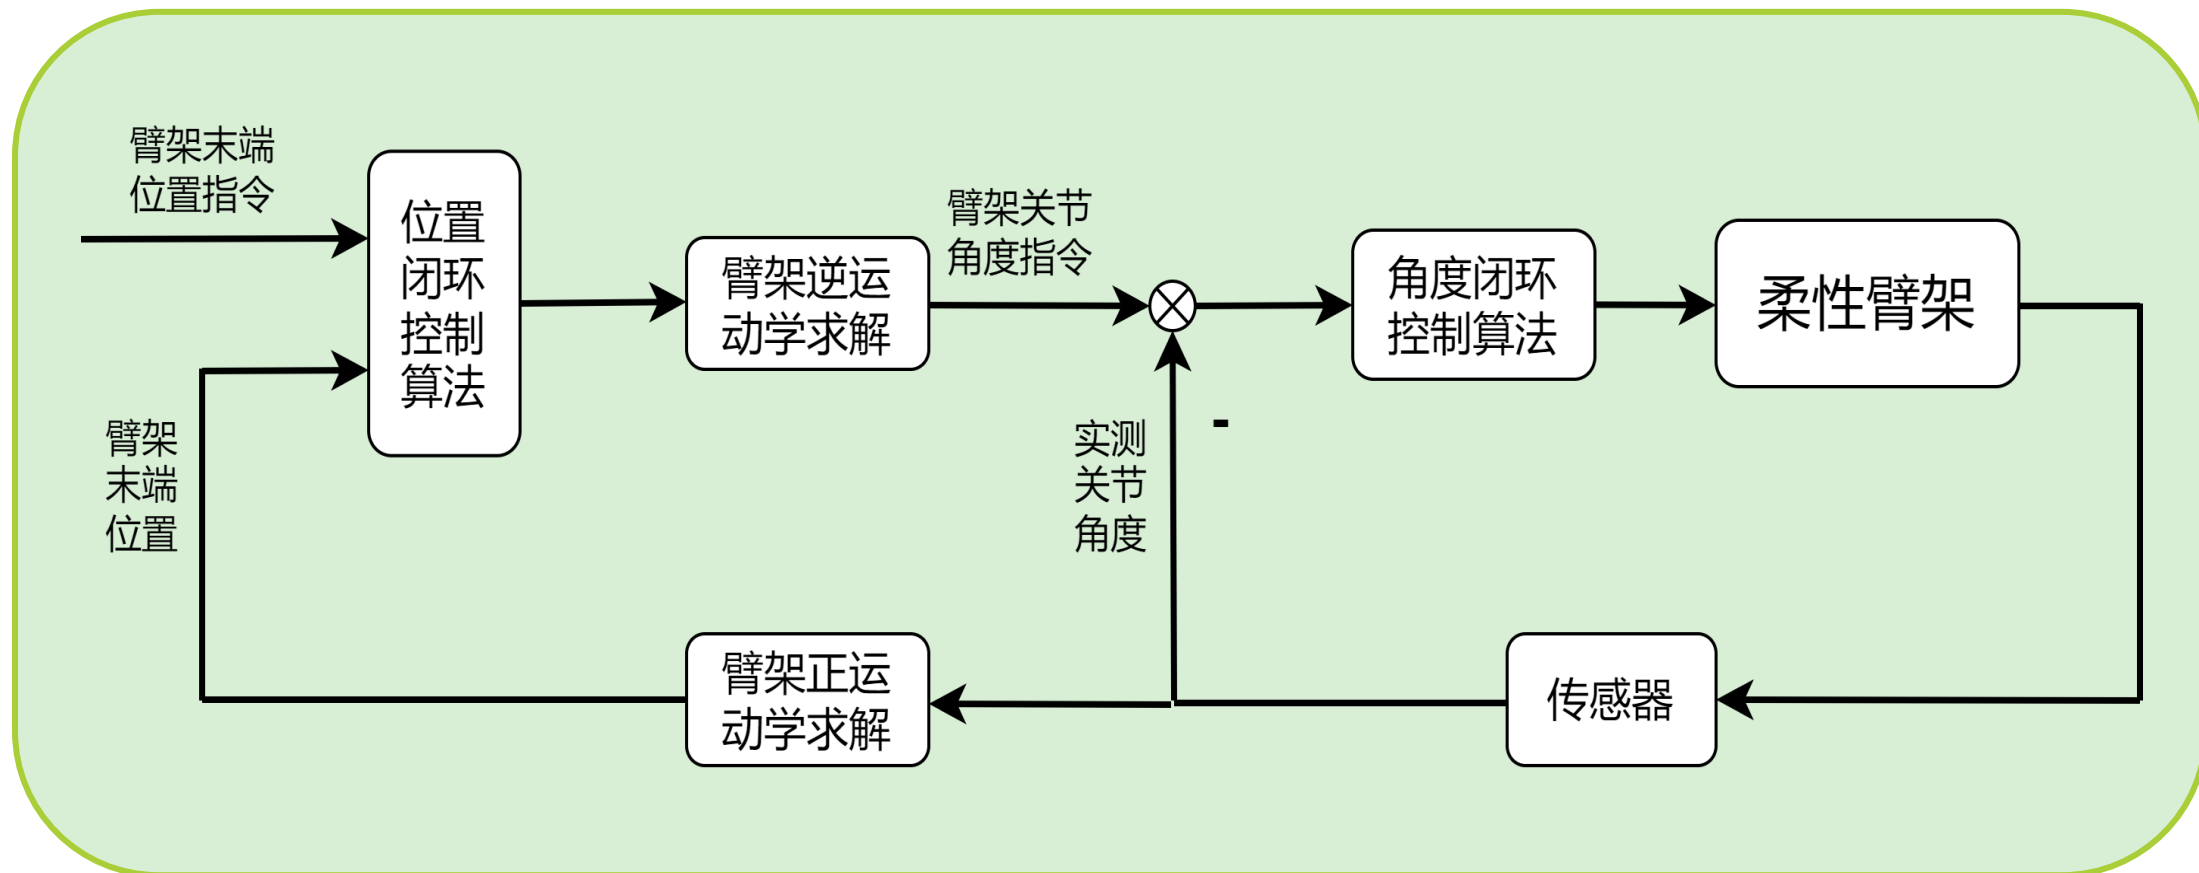 臂架末端
位置指令
位置
闭环
控制
算法
臂架逆运
动学求解
臂架关节
角度指令
角度闭环
控制算法
柔性臂架
臂架
末端
位置
实测
关节
角度
-
臂架正运
动学求解
传感器